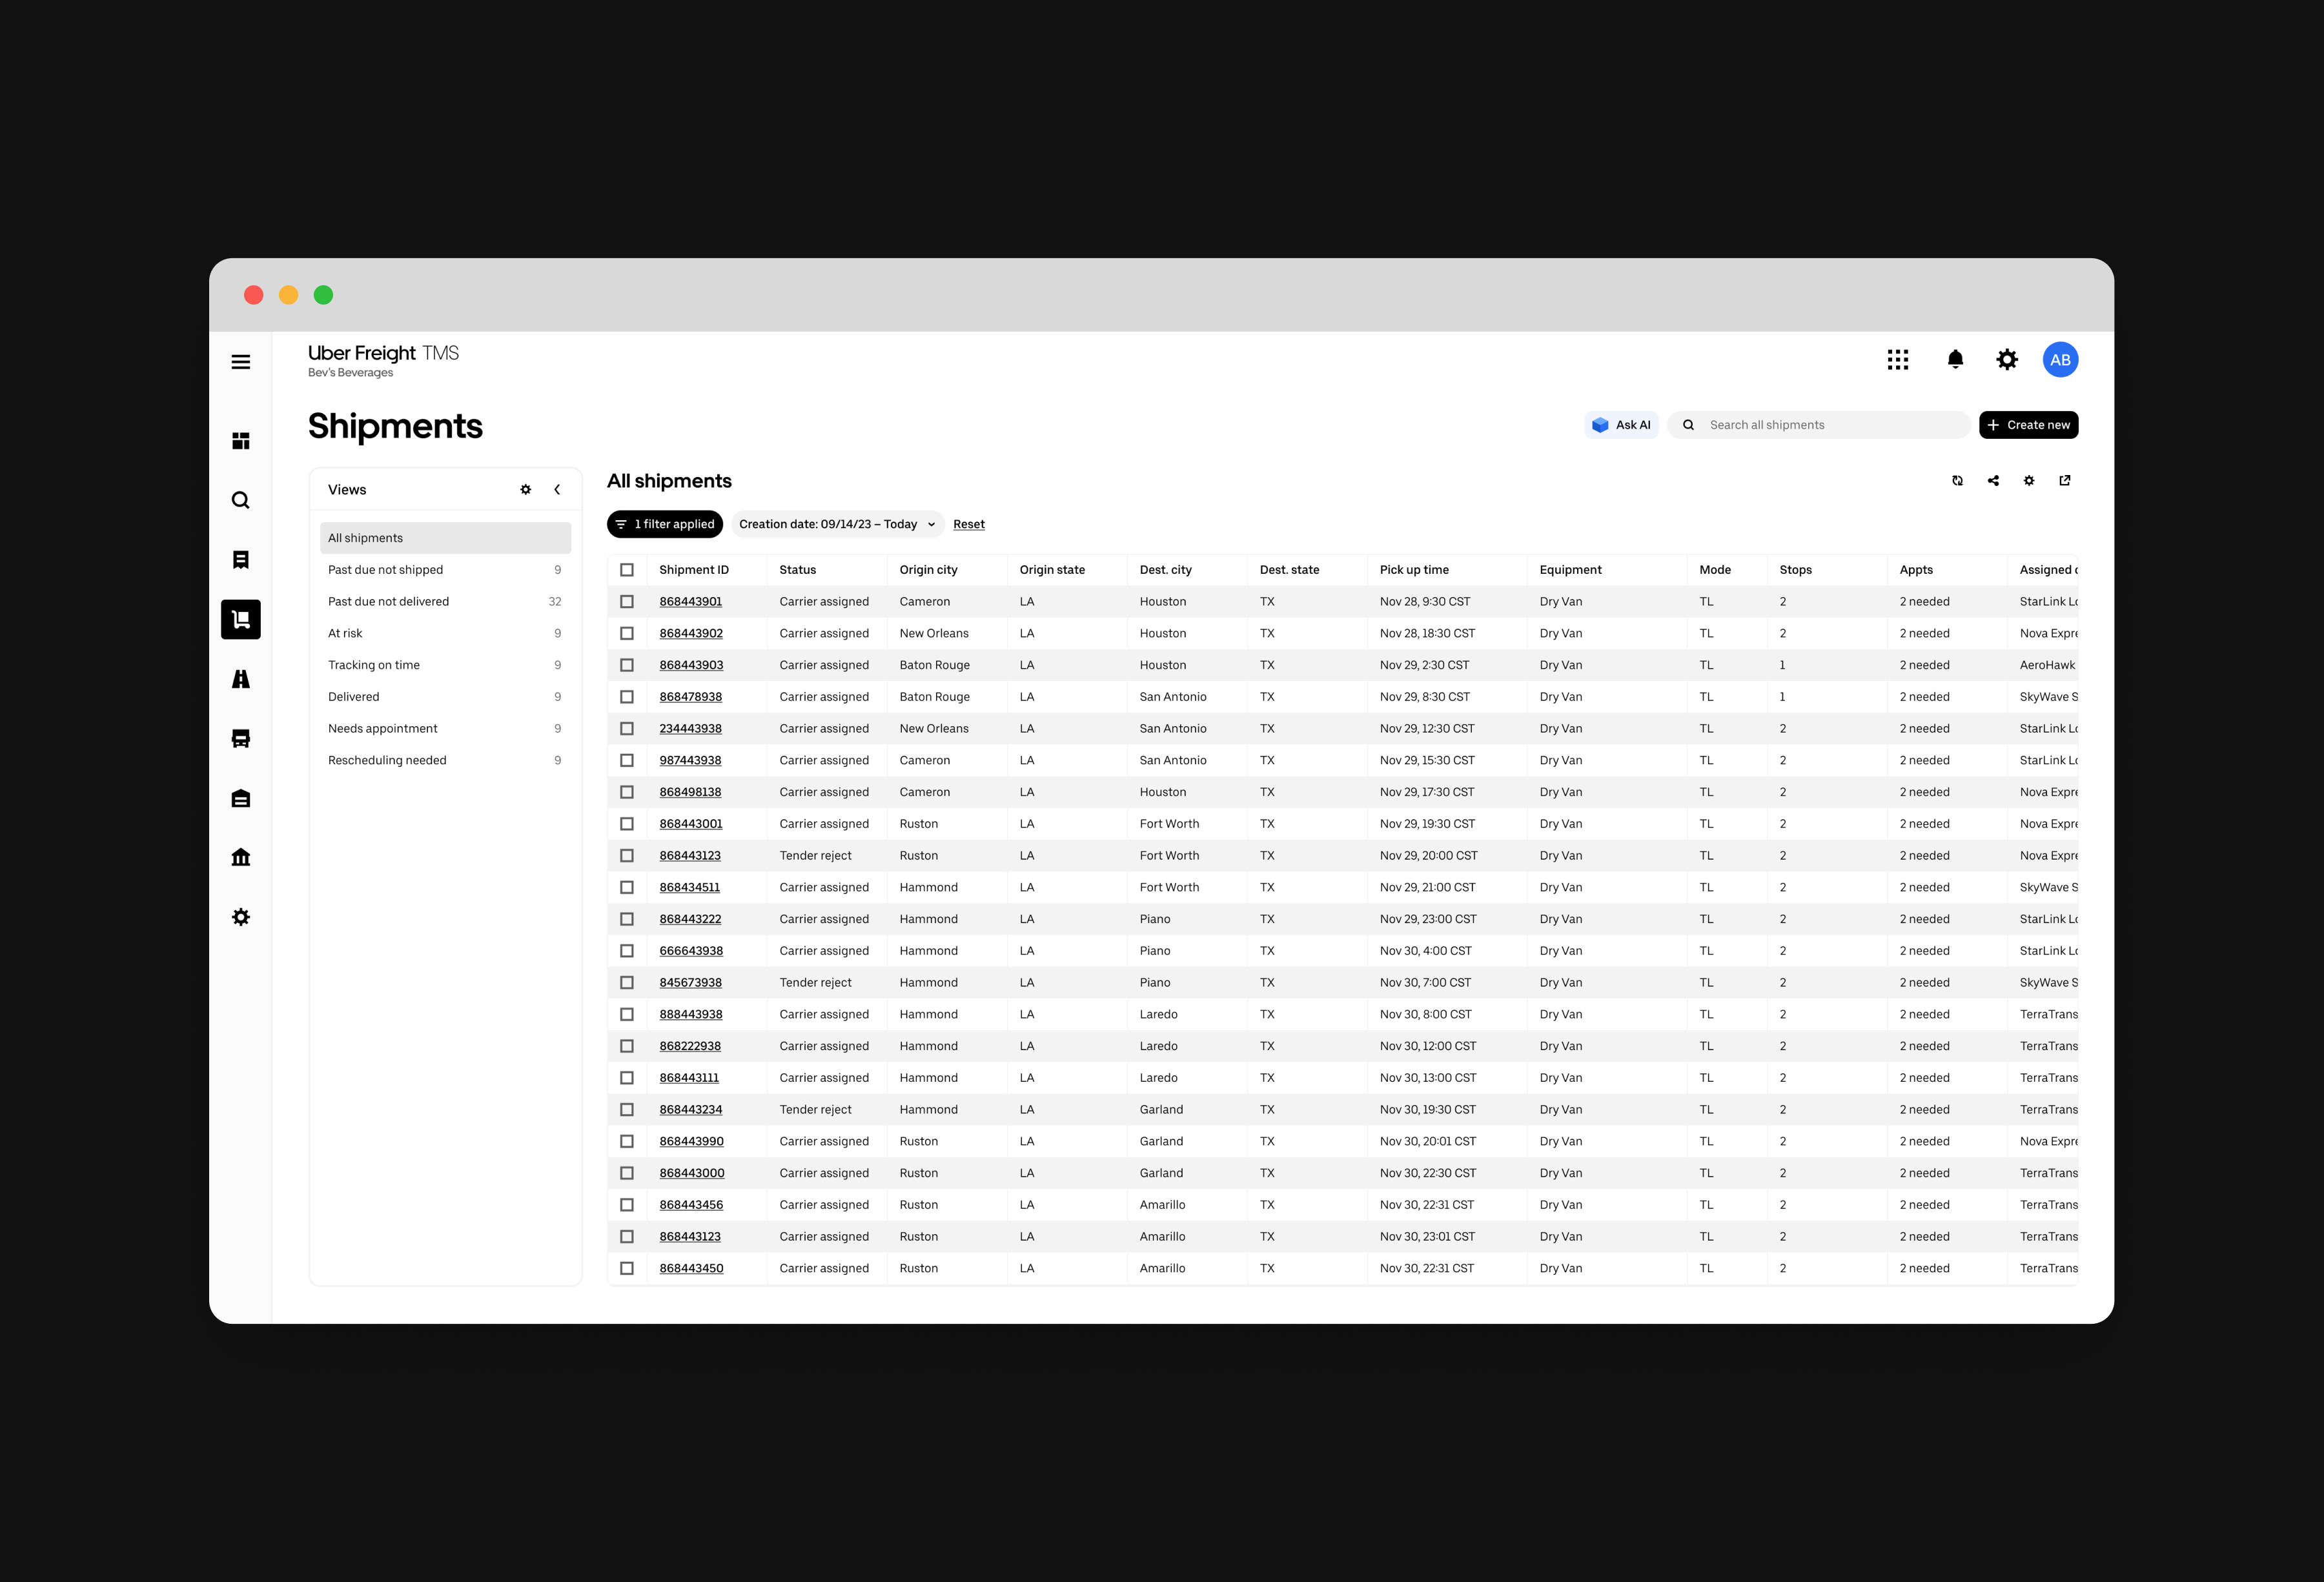 Uber Freight TMS
Bev's Beverages
AB
Shipments
Ask AI
Search all shipments
Create new
Views
All shipments
Past due not shipped 9
Past due not delivered 32
At risk 9
Tracking on time 9
Delivered 9
Needs appointment 9
Rescheduling needed 9
All shipments
1 filter applied
Creation date: 09/14/23 – Today
Reset
Shipment ID Status Origin city Origin state Dest. city Dest. state Pick up time Equipment Mode Stops Appts Assigned
868443901 Carrier assigned Cameron LA Houston TX Nov 28, 9:30 CST Dry Van TL 2 2 needed StarLink
868443902 Carrier assigned New Orleans LA Houston TX Nov 28, 18:30 CST Dry Van TL 2 2 needed Nova Expre
868443903 Carrier assigned Baton Rouge LA Houston TX Nov 29, 2:30 CST Dry Van TL 1 2 needed AeroHawk
868478938 Carrier assigned Baton Rouge LA San Antonio TX Nov 29, 8:30 CST Dry Van TL 1 2 needed SkyWave S
234443938 Carrier assigned New Orleans LA San Antonio TX Nov 29, 12:30 CST Dry Van TL 2 2 needed StarLink
987443938 Carrier assigned Cameron LA San Antonio TX Nov 29, 15:30 CST Dry Van TL 2 2 needed StarLink
868498138 Carrier assigned Cameron LA Houston TX Nov 29, 17:30 CST Dry Van TL 2 2 needed Nova Expre
868443001 Carrier assigned Ruston LA Fort Worth TX Nov 29, 19:30 CST Dry Van TL 2 2 needed Nova Expre
868443123 Tender reject Ruston LA Fort Worth TX Nov 29, 20:00 CST Dry Van TL 2 2 needed Nova Expre
868434511 Carrier assigned Hammond LA Fort Worth TX Nov 29, 21:00 CST Dry Van TL 2 2 needed SkyWave S
868443222 Carrier assigned Hammond LA Piano TX Nov 29, 23:00 CST Dry Van TL 2 2 needed StarLink
666643938 Carrier assigned Hammond LA Piano TX Nov 30, 4:00 CST Dry Van TL 2 2 needed StarLink
845673938 Tender reject Hammond LA Piano TX Nov 30, 7:00 CST Dry Van TL 2 2 needed SkyWave S
888443938 Carrier assigned Hammond LA Laredo TX Nov 30, 8:00 CST Dry Van TL 2 2 needed TerraTrans
868222938 Carrier assigned Hammond LA Laredo TX Nov 30, 12:00 CST Dry Van TL 2 2 needed TerraTrans
868443111 Carrier assigned Hammond LA Laredo TX Nov 30, 13:00 CST Dry Van TL 2 2 needed TerraTrans
868443234 Tender reject Hammond LA Garland TX Nov 30, 19:30 CST Dry Van TL 2 2 needed TerraTrans
868443990 Carrier assigned Ruston LA Garland TX Nov 30, 20:01 CST Dry Van TL 2 2 needed Nova Expre
868443000 Carrier assigned Ruston LA Garland TX Nov 30, 22:30 CST Dry Van TL 2 2 needed TerraTrans
868443456 Carrier assigned Ruston LA Amarillo TX Nov 30, 22:31 CST Dry Van TL 2 2 needed TerraTrans
868443123 Carrier assigned Ruston LA Amarillo TX Nov 30, 23:01 CST Dry Van TL 2 2 needed TerraTrans
868443450 Carrier assigned Ruston LA Amarillo TX Nov 30, 22:31 CST Dry Van TL 2 2 needed TerraTrans